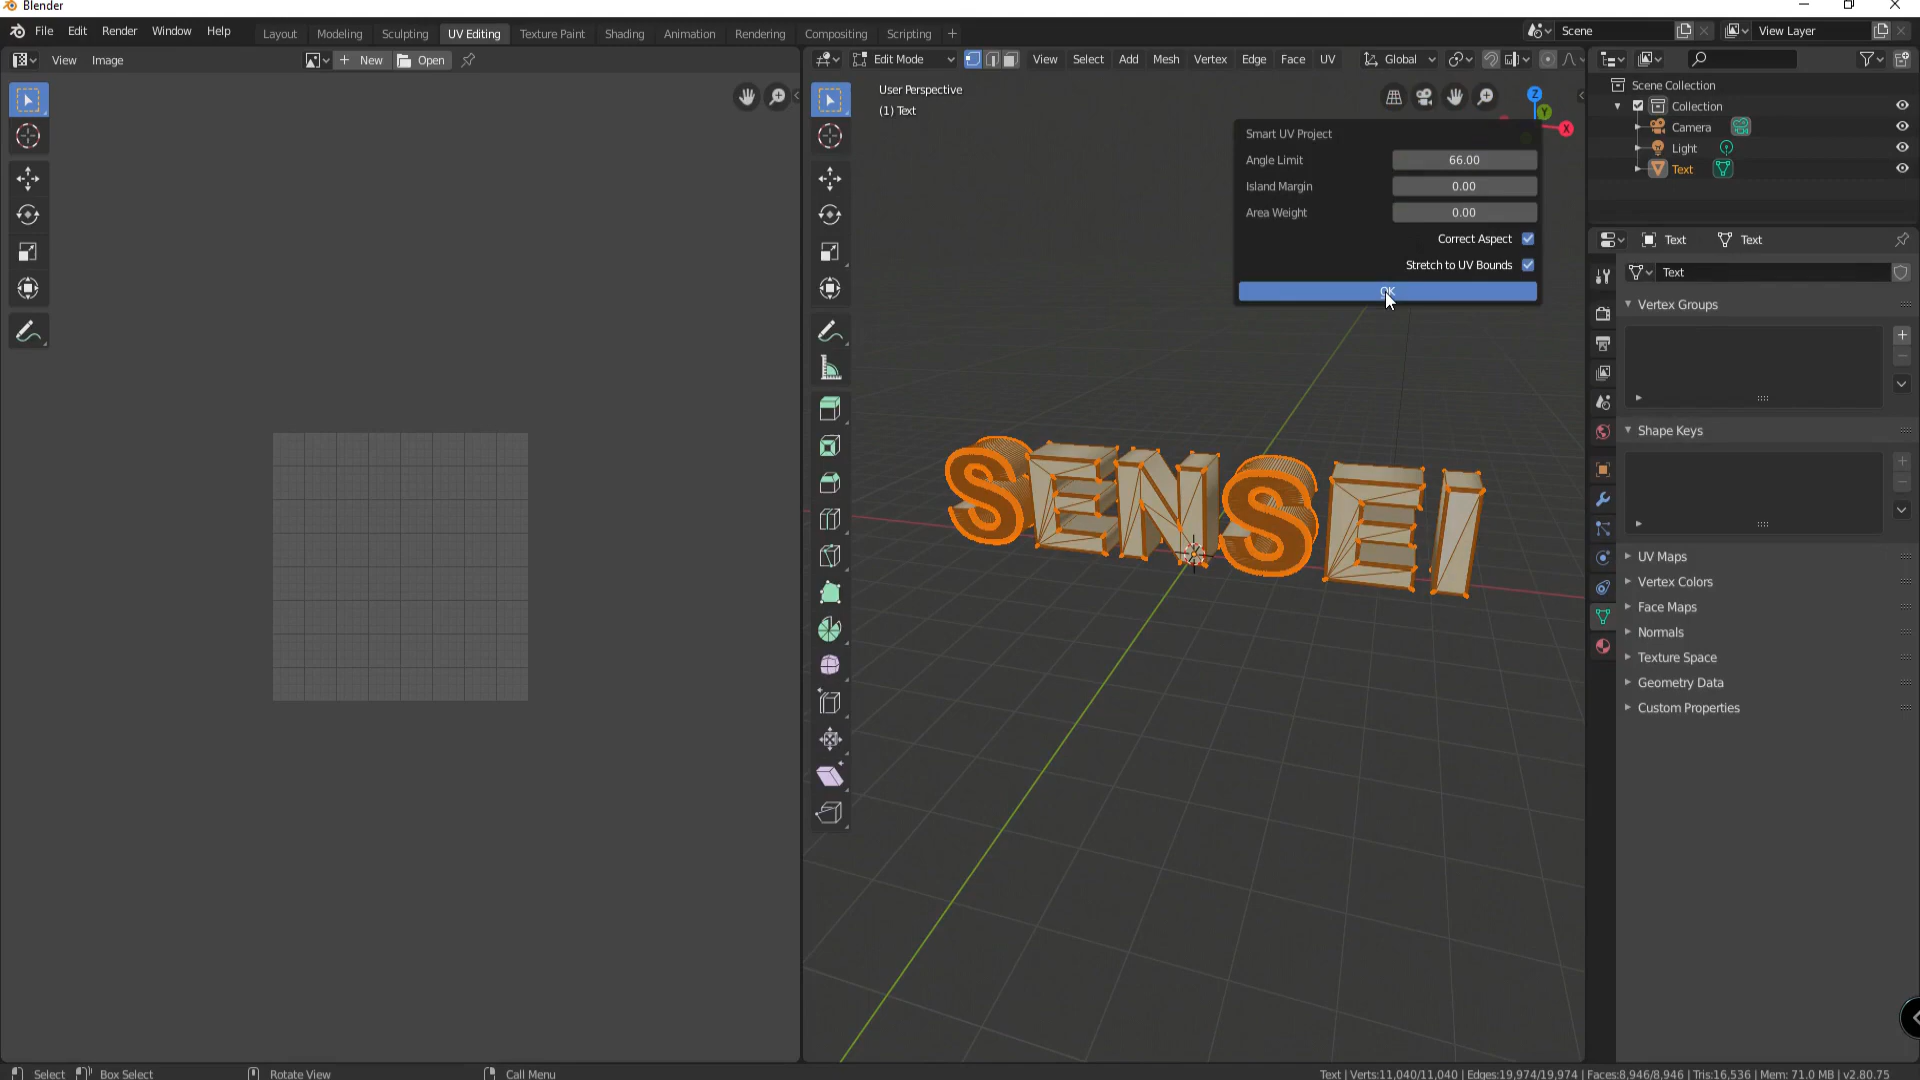 Blender
File Edit Render Window Help
Layout Modeling Sculpting UV Editing Texture Paint Shading Animation Rendering Compositing Scripting +
Scene
View Layer
View Image
New
Open
Edit Mode
View Select Add Mesh Vertex Edge Face UV
Global
User Perspective
(1) Text
Z
Y
X
Smart UV Project
Angle Limit 66.00
Island Margin 0.00
Area Weight 0.00
Correct Aspect
Stretch to UV Bounds
OK
SENSEI
Scene Collection
Collection
Camera
Light
Text
Text Text
Text
Vertex Groups
Shape Keys
UV Maps
Vertex Colors
Face Maps
Normals
Texture Space
Geometry Data
Custom Properties
Select Box Select Rotate View Call Menu
Text | Verts:11,040/11,040 | Edges:19,974/19,974 | Faces:8,946/8,946 | Tris:16,536 | Mem: 71.0 MB | v2.80.75